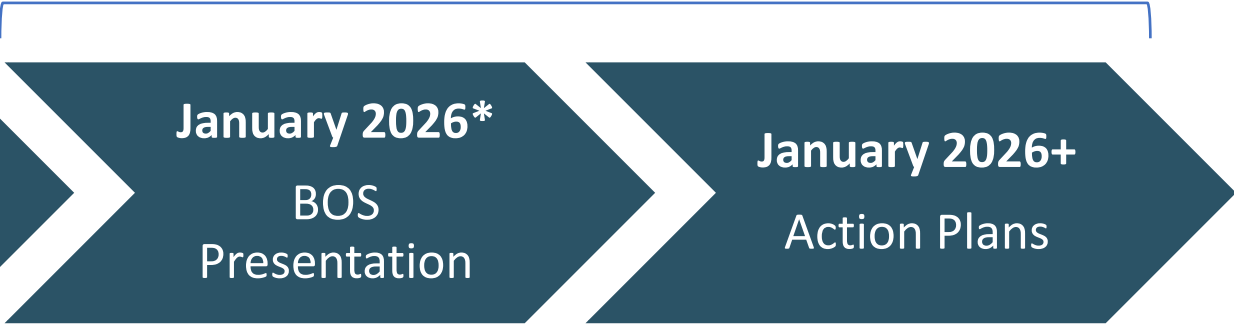 January 2026*
BOS
Presentation
January 2026+
Action Plans